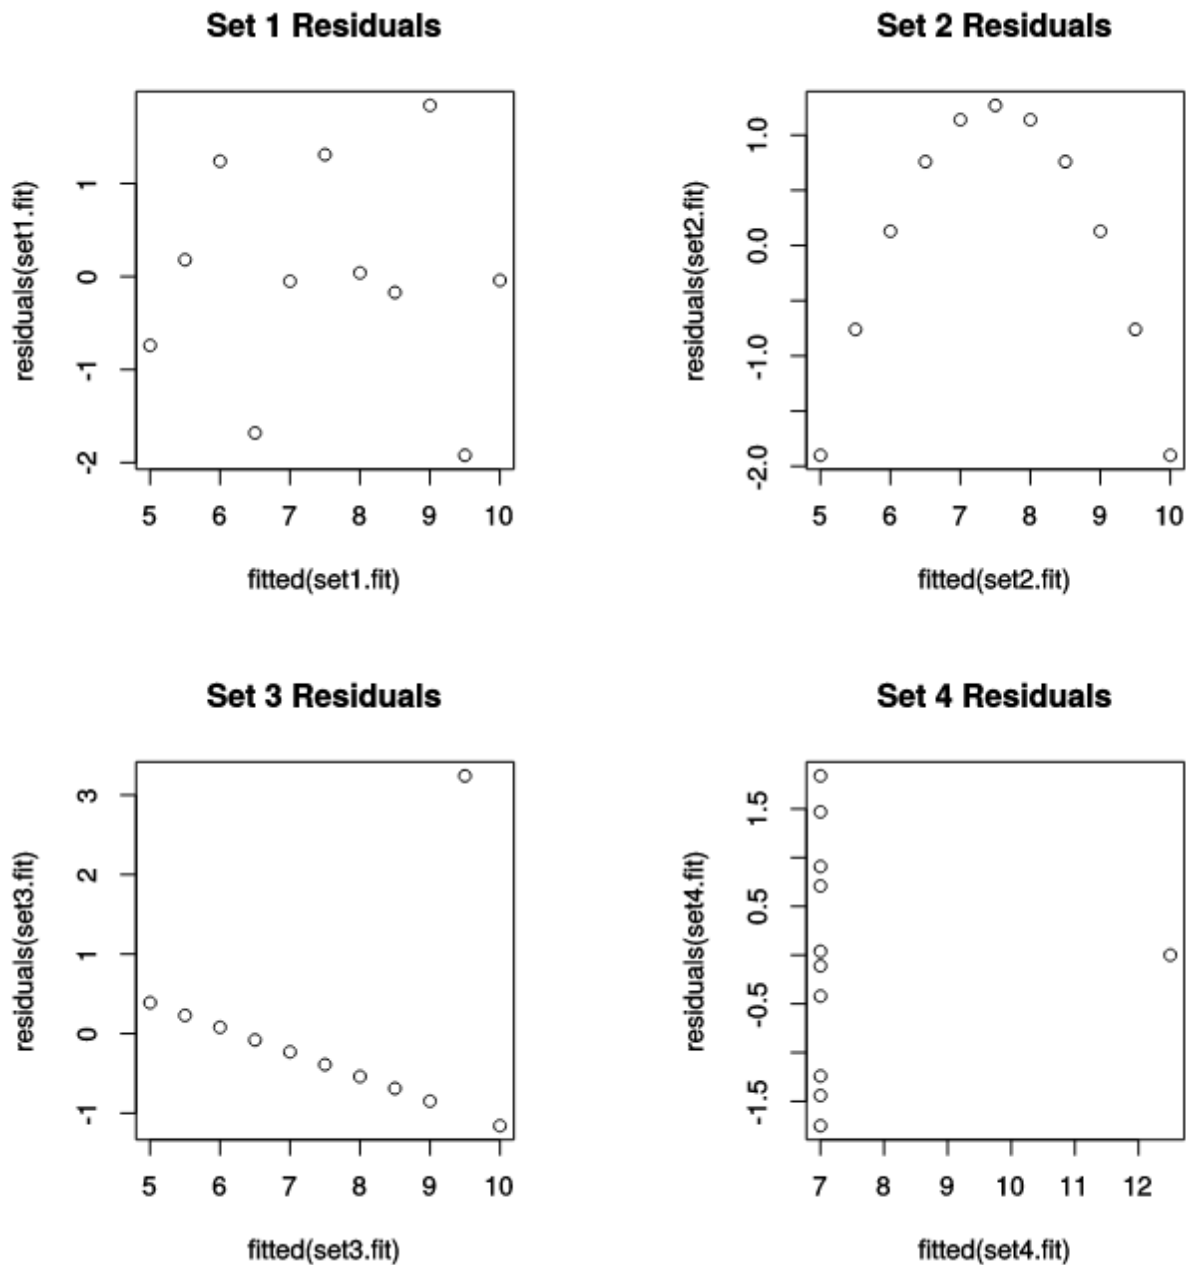 Set 1 Residuals
residuals(set1.fit)
1
0
-1
-2
5 6 7 8 9 10
fitted(set1.fit)
Set 2 Residuals
residuals(set2.fit)
1.0
0.0
-1.0
-2.0
5 6 7 8 9 10
fitted(set2.fit)
Set 3 Residuals
residuals(set3.fit)
3
2
1
0
-1
5 6 7 8 9 10
fitted(set3.fit)
Set 4 Residuals
residuals(set4.fit)
1.5
0.5
-0.5
-1.5
7 8 9 10 11 12
fitted(set4.fit)